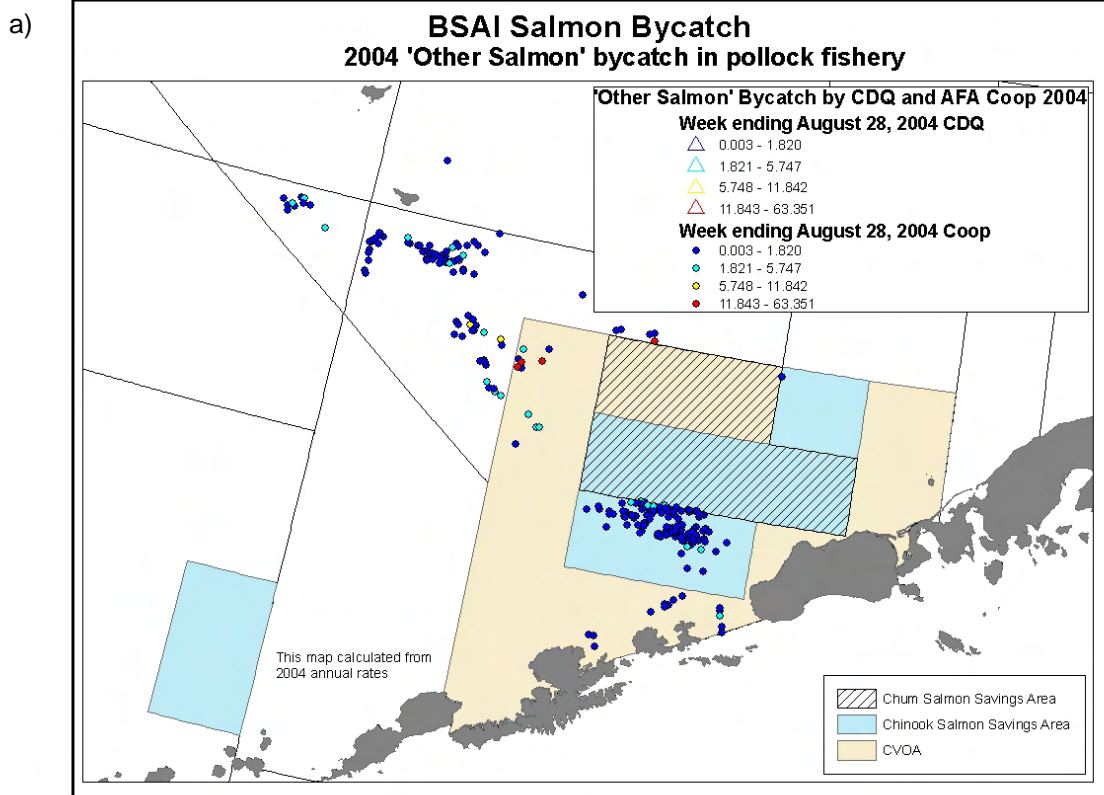 a)
BSAI Salmon Bycatch
2004 'Other Salmon' bycatch in pollock fishery
'Other Salmon' Bycatch by CDQ and AFA Coop 2004
Week ending August 28, 2004 CDQ
0.003 - 1.820
1.821 - 5.747
5.748 - 11.842
11.843 - 63.351
Week ending August 28, 2004 Coop
0.003 - 1.820
1.821 - 5.747
5.748 - 11.842
11.843 - 63.351
This map calculated from
2004 annual rates
Chum Salmon Savings Area
Chinook Salmon Savings Area
CVOA